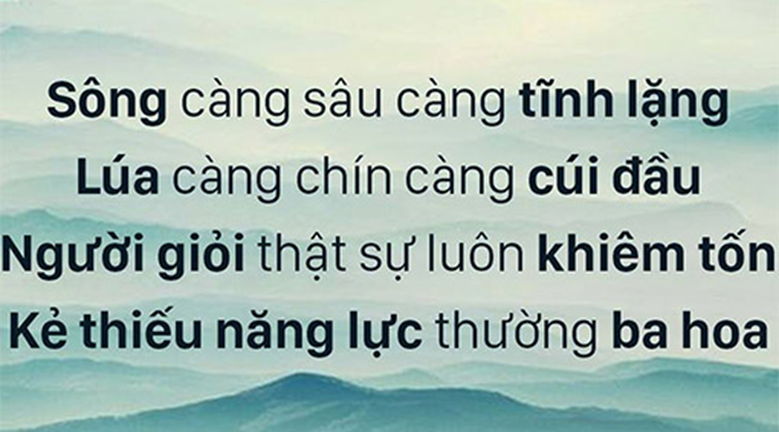 Sông càng sâu càng tĩnh lặng
Lúa càng chín càng cúi đầu
Người giỏi thật sự luôn khiêm tốn
Kẻ thiếu năng lực thường ba hoa